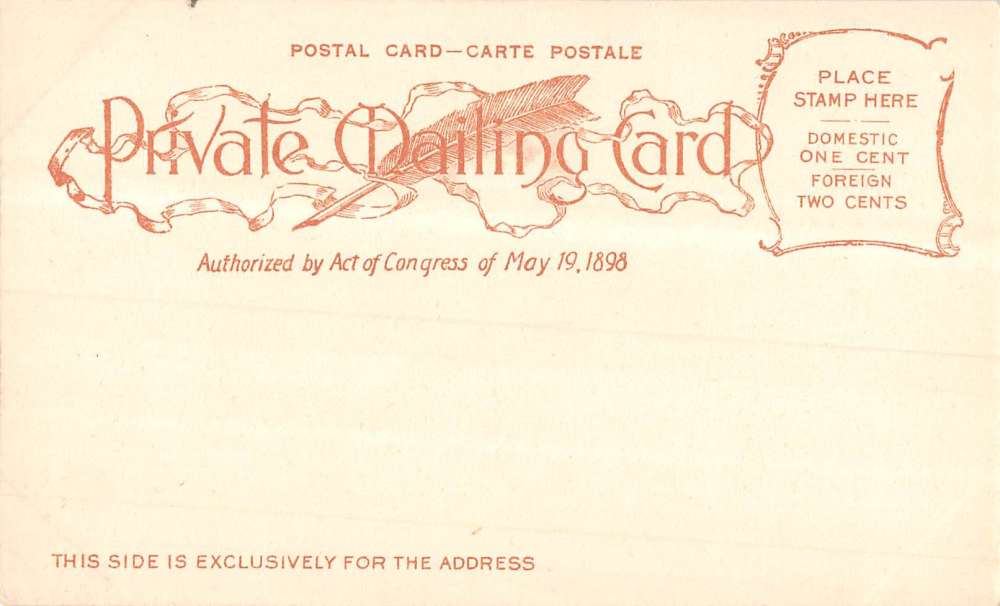 POSTAL CARD—CARTE POSTALE
Private Mailing Card
Authorized by Act of Congress of May 19, 1898
PLACE
STAMP HERE
DOMESTIC
ONE CENT
FOREIGN
TWO CENTS
THIS SIDE IS EXCLUSIVELY FOR THE ADDRESS